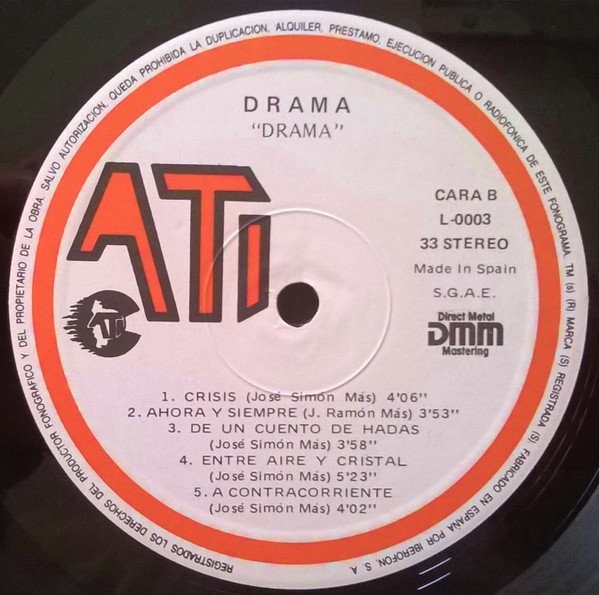 DRAMA
"DRAMA"
ATI
CARA B
L-0003
33 STEREO
Made In Spain
S.G.A.E.
Direct Metal
DMM
Mastering
ATI
1. CRISIS (José Simón Más) 4'06"
2. AHORA Y SIEMPRE (J. Ramón Más) 3'53"
3. DE UN CUENTO DE HADAS
(José Simón Más) 3'58"
4. ENTRE AIRE Y CRISTAL
(José Simón Más) 5'23"
5. A CONTRACORRIENTE
(José Simón Más) 4'02"
REGISTRADOS LOS DERECHOS DEL PRODUCTOR FONOGRAFICO Y DEL PROPIETARIO DE LA OBRA. SALVO AUTORIZACION, QUEDA PROHIBIDA LA DUPLICACION, ALQUILER, PRESTAMO, EJECUCION PUBLICA O RADIOFONICA DE ESTE FONOGRAMA. TM (s) (R) MARCA (S) REGISTRADA (S). FABRICADO EN ESPAÑA POR IBEROFON, S. A